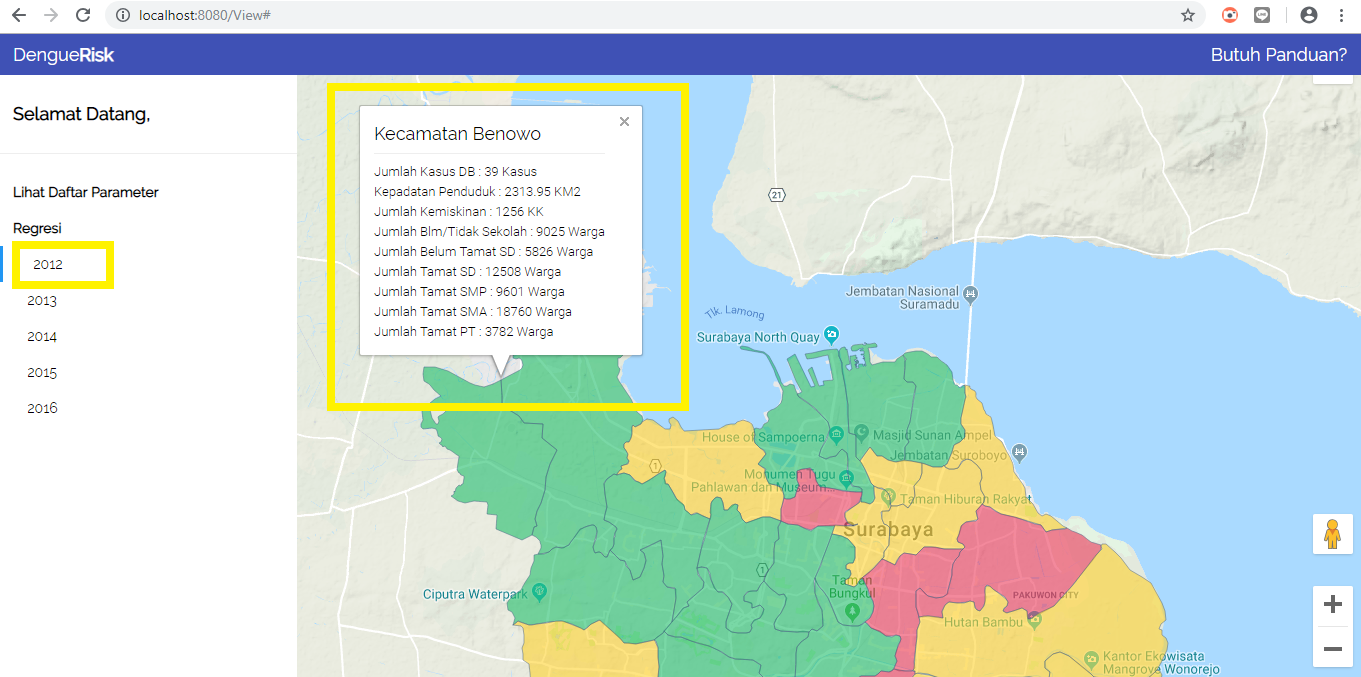 localhost:8080/View#
DengueRisk
Butuh Panduan?
Selamat Datang,
Lihat Daftar Parameter
Regresi
2012
2013
2014
2015
2016
Kecamatan Benowo
×
Jumlah Kasus DB : 39 Kasus
Kepadatan Penduduk : 2313.95 KM2
Jumlah Kemiskinan : 1256 KK
Jumlah Blm/Tidak Sekolah : 9025 Warga
Jumlah Belum Tamat SD : 5826 Warga
Jumlah Tamat SD : 12508 Warga
Jumlah Tamat SMP : 9601 Warga
Jumlah Tamat SMA : 18760 Warga
Jumlah Tamat PT : 3782 Warga
21
Jembatan Nasional
Suramadu
Tlk. Lamong
Surabaya North Quay
House of Sampoerna
Masjid Sunan Ampel
Jembatan Suroboyo
1
Monumen Tugu
Pahlawan dan Museum...
Taman Hiburan Rakyat
Surabaya
1
Taman
Bungkul
Ciputra Waterpark
PAKUWON CITY
Hutan Bambu
Kantor Ekowisata
Mangrove Wonorejo
+
−